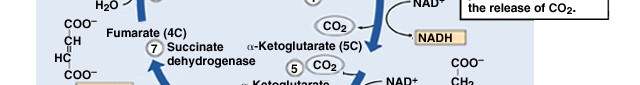 H₂O
NAD⁺
the release of CO₂.
COO⁻
CH
HC
COO⁻
Fumarate (4C)
7 Succinate
dehydrogenase
CO₂
NADH
α-Ketoglutarate (5C)
5 CO₂
COO⁻
CH₂
α-Ketoglutarate
NAD⁺